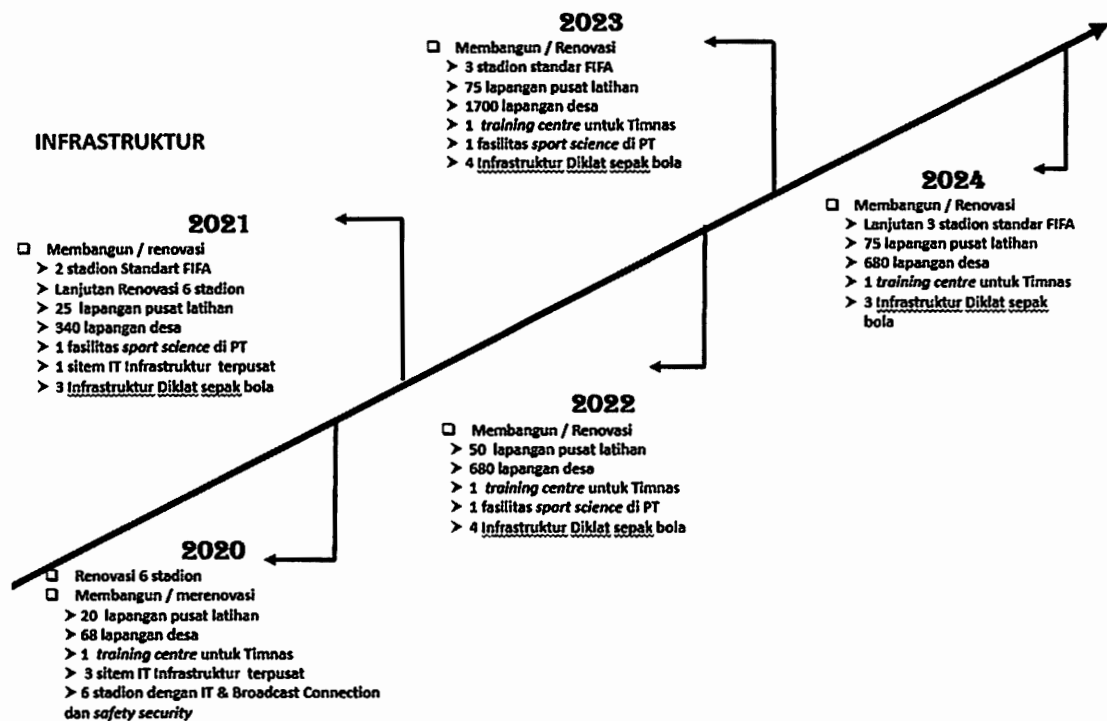 INFRASTRUKTUR
2020
❑ Renovasi 6 stadion
❑ Membangun / merenovasi
➢ 20 lapangan pusat latihan
➢ 68 lapangan desa
➢ 1 training centre untuk Timnas
➢ 3 sitem IT Infrastruktur terpusat
➢ 6 stadion dengan IT & Broadcast Connection
dan safety security
2021
❑ Membangun / renovasi
➢ 2 stadion Standart FIFA
➢ Lanjutan Renovasi 6 stadion
➢ 25 lapangan pusat latihan
➢ 340 lapangan desa
➢ 1 fasilitas sport science di PT
➢ 1 sitem IT Infrastruktur terpusat
➢ 3 Infrastruktur Diklat sepak bola
2022
❑ Membangun / Renovasi
➢ 50 lapangan pusat latihan
➢ 680 lapangan desa
➢ 1 training centre untuk Timnas
➢ 1 fasilitas sport science di PT
➢ 4 Infrastruktur Diklat sepak bola
2023
❑ Membangun / Renovasi
➢ 3 stadion standar FIFA
➢ 75 lapangan pusat latihan
➢ 1700 lapangan desa
➢ 1 training centre untuk Timnas
➢ 1 fasilitas sport science di PT
➢ 4 Infrastruktur Diklat sepak bola
2024
❑ Membangun / Renovasi
➢ Lanjutan 3 stadion standar FIFA
➢ 75 lapangan pusat latihan
➢ 680 lapangan desa
➢ 1 training centre untuk Timnas
➢ 3 Infrastruktur Diklat sepak
bola